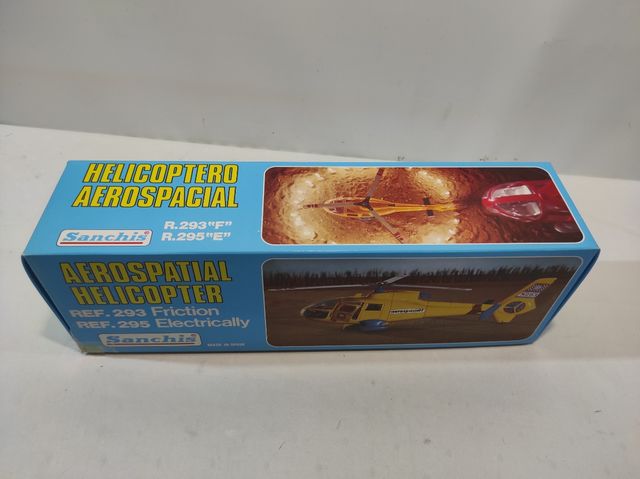 HELICOPTERO
AEROSPACIAL
R.293 "F"
R.295 "E"
Sanchis
AEROSPATIAL
HELICOPTER
REF. 293 Friction
REF. 295 Electrically
Sanchis
MADE IN SPAIN